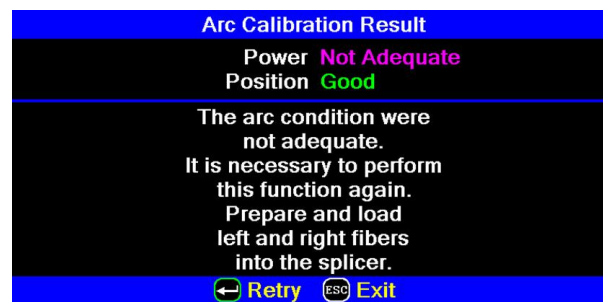 Arc Calibration Result
Power Not Adequate
Position Good
The arc condition were
not adequate.
It is necessary to perform
this function again.
Prepare and load
left and right fibers
into the splicer.
Retry ESC Exit